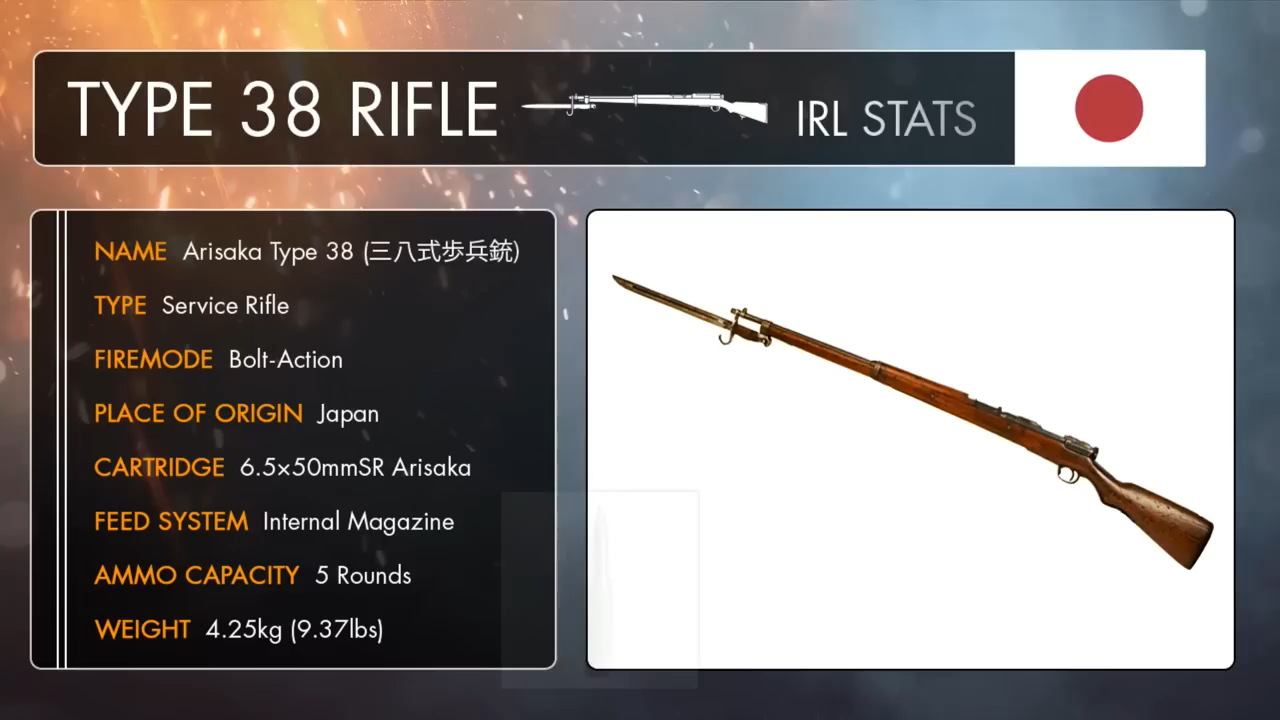 TYPE 38 RIFLE IRL STATS
NAME Arisaka Type 38 (三八式歩兵銃)
TYPE Service Rifle
FIREMODE Bolt-Action
PLACE OF ORIGIN Japan
CARTRIDGE 6.5×50mmSR Arisaka
FEED SYSTEM Internal Magazine
AMMO CAPACITY 5 Rounds
WEIGHT 4.25kg (9.37lbs)